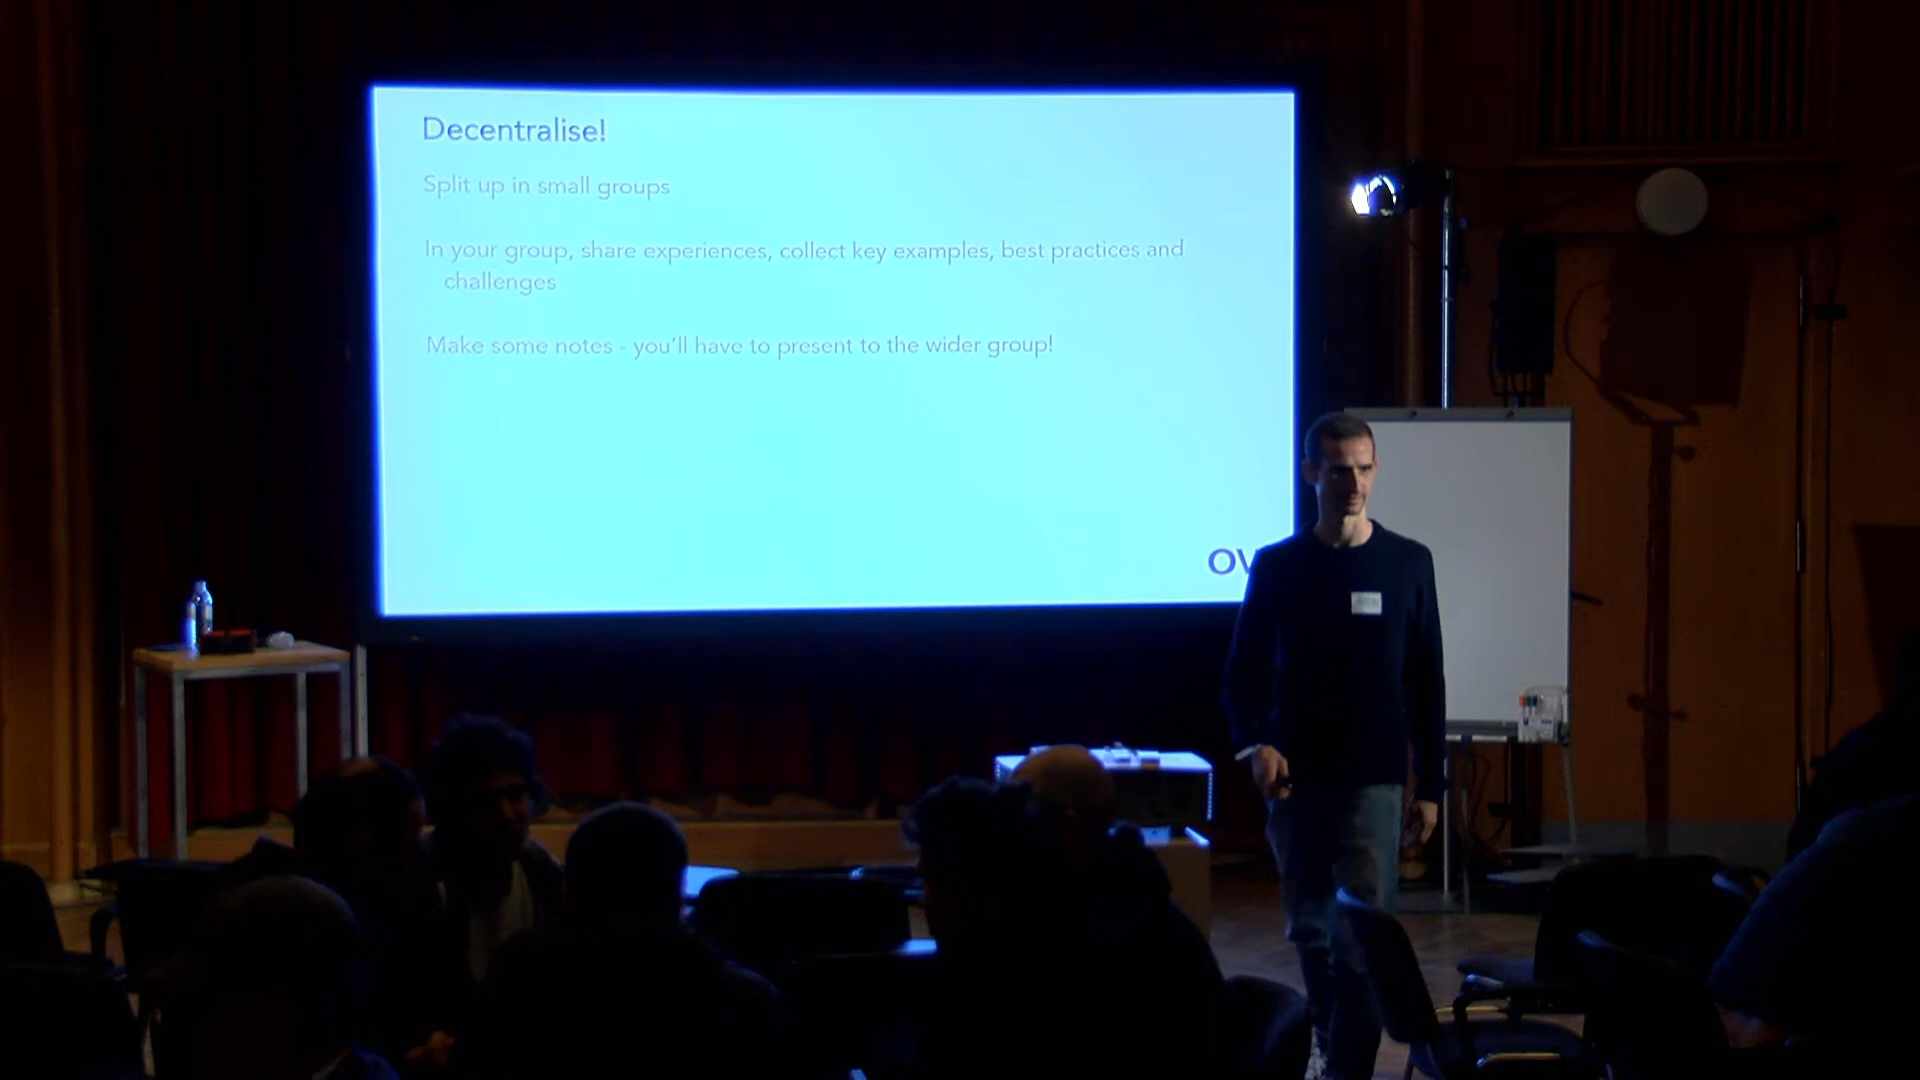 Decentralise!
Split up in small groups
In your group, share experiences, collect key examples, best practices and
challenges
Make some notes - you'll have to present to the wider group!
OV